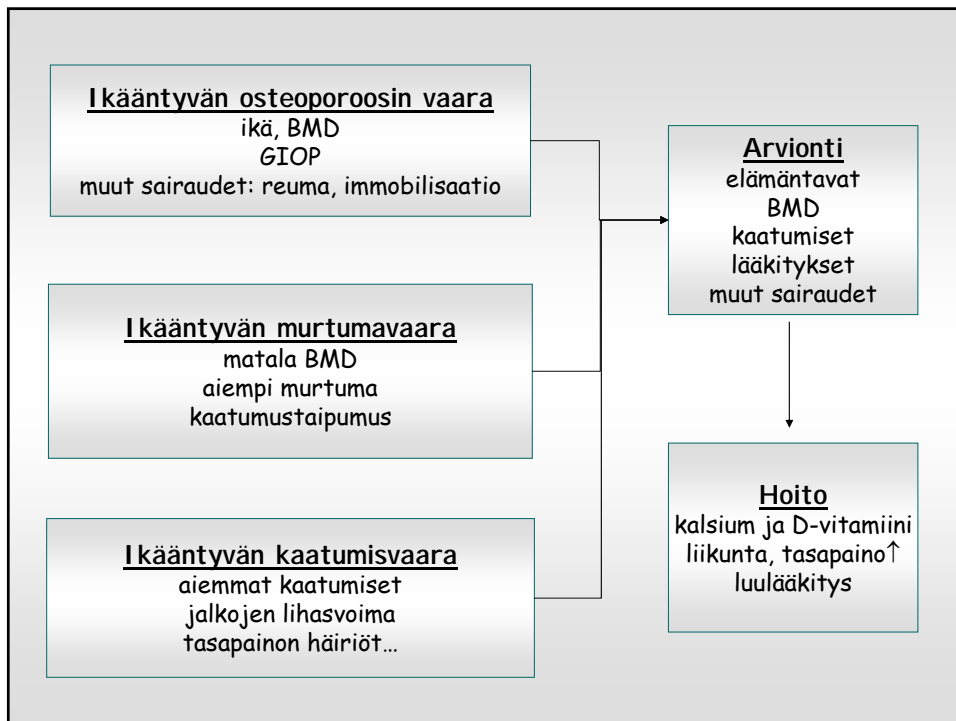 Ikääntyvän osteoporoosin vaara
ikä, BMD
GIOP
muut sairaudet: reuma, immobilisaatio
Ikääntyvän murtumavaara
matala BMD
aiempi murtuma
kaatumustaipumus
Ikääntyvän kaatumisvaara
aiemmat kaatumiset
jalkojen lihasvoima
tasapainon häiriöt…
Arvionti
elämäntavat
BMD
kaatumiset
lääkitykset
muut sairaudet
Hoito
kalsium ja D-vitamiini
liikunta, tasapaino↑
luulääkitys